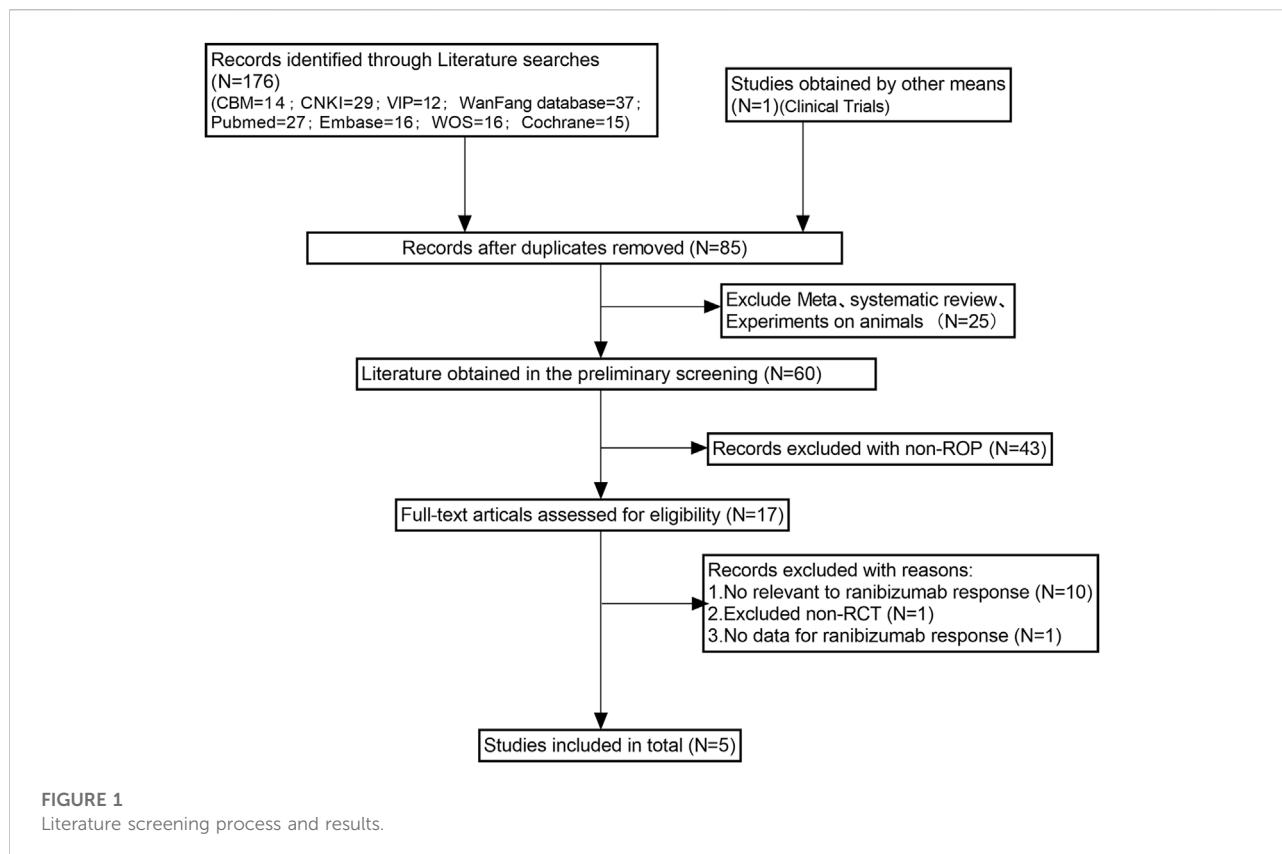 Records identified through Literature searches
(N=176)
(CBM=14 ; CNKI=29; VIP=12; WanFang database=37;
Pubmed=27; Embase=16; WOS=16; Cochrane=15)
Studies obtained by other means
(N=1)(Clinical Trials)
Records after duplicates removed (N=85)
Exclude Meta、systematic review、
Experiments on animals （N=25）
Literature obtained in the preliminary screening (N=60)
Records excluded with non-ROP (N=43)
Full-text articals assessed for eligibility (N=17)
Records excluded with reasons:
1.No relevant to ranibizumab response (N=10)
2.Excluded non-RCT (N=1)
3.No data for ranibizumab response (N=1)
Studies included in total (N=5)
FIGURE 1
Literature screening process and results.